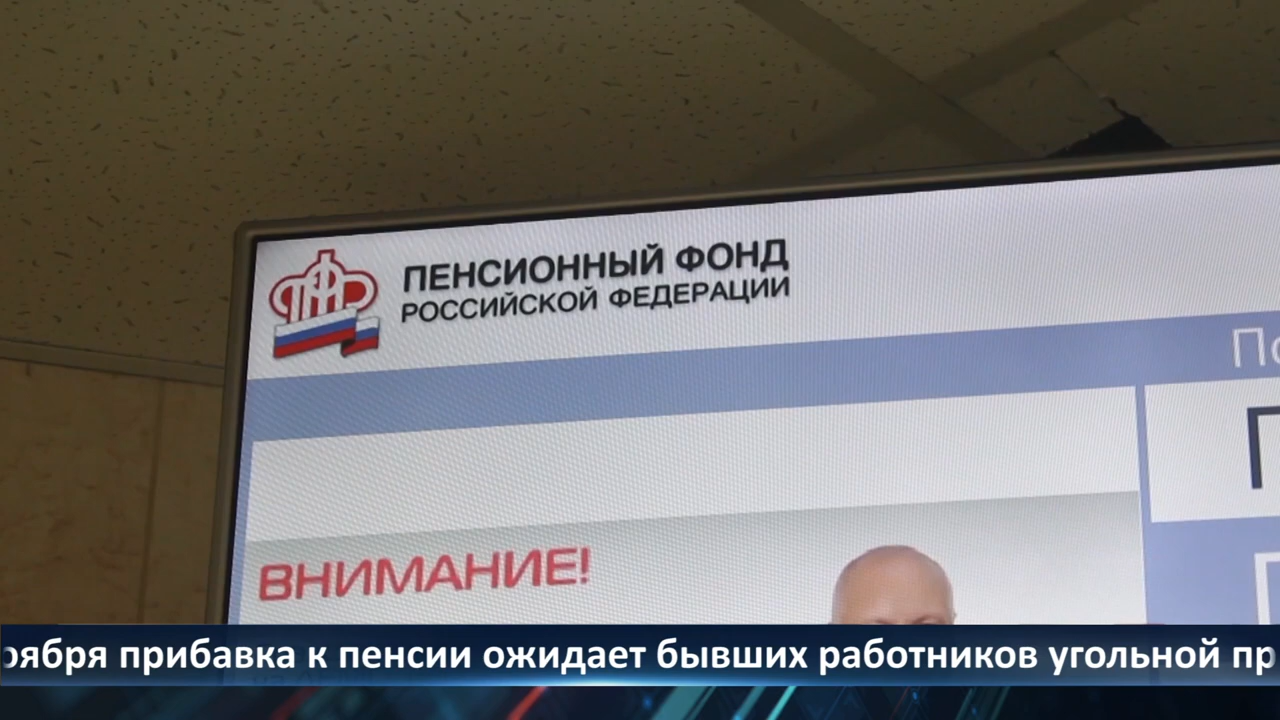 ПЕНСИОННЫЙ ФОНД
РОССИЙСКОЙ ФЕДЕРАЦИИ
ВНИМАНИЕ!
оября прибавка к пенсии ожидает бывших работников угольной пр